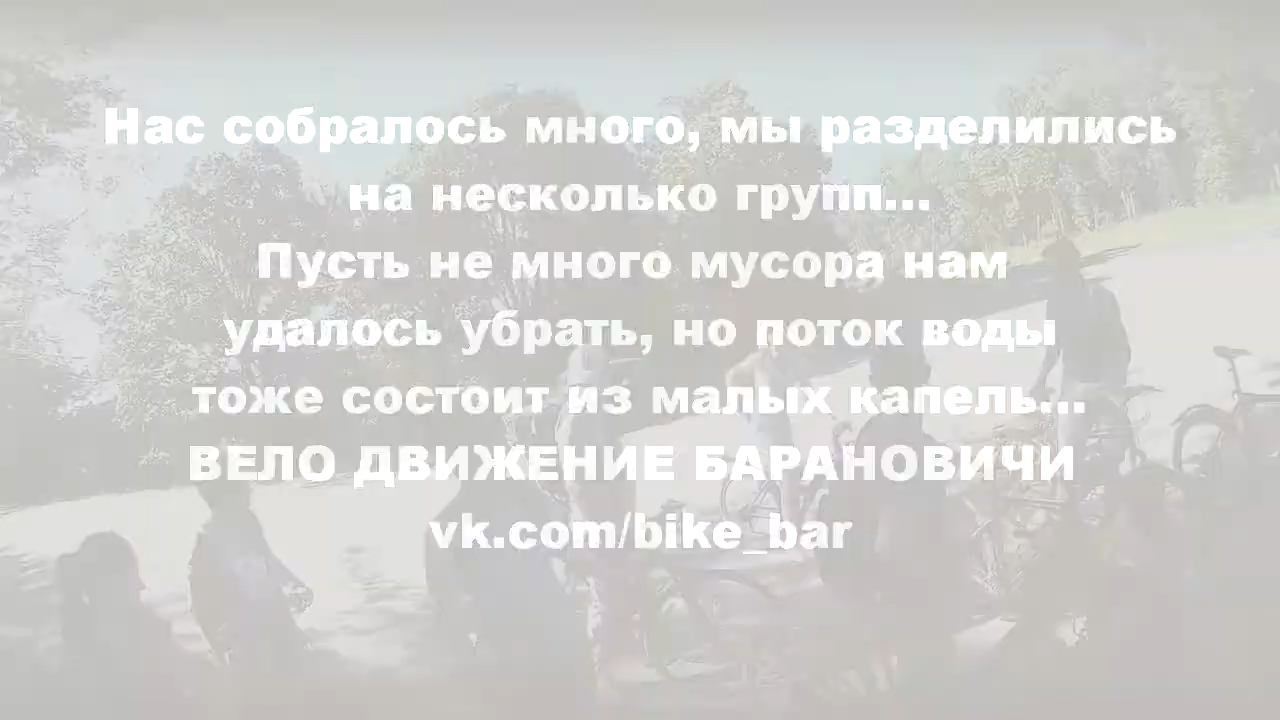 Нас собралось много, мы разделились
на несколько групп...
Пусть не много мусора нам
удалось убрать, но поток воды
тоже состоит из малых капель...
ВЕЛО ДВИЖЕНИЕ БАРАНОВИЧИ
vk.com/bike_bar